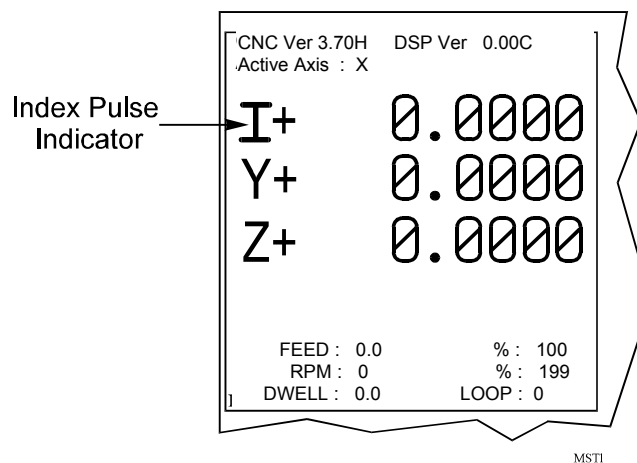 CNC Ver 3.70H DSP Ver 0.00C
Active Axis : X
Index Pulse
Indicator
I+ 0.0000
Y+ 0.0000
Z+ 0.0000
FEED : 0.0 % : 100
RPM : 0 % : 199
DWELL : 0.0 LOOP : 0
MSTI